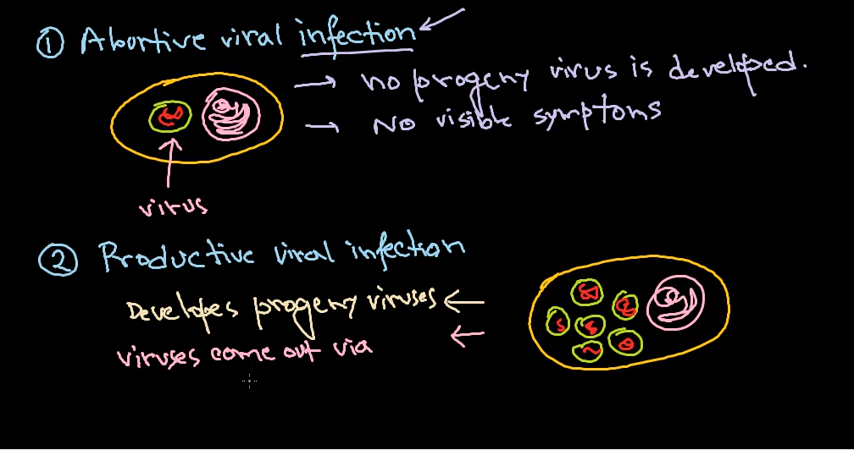 ① Abortive viral infection
→ no progeny virus is developed.
→ No visible symptoms
virus
② Productive viral infection
Developes progeny viruses ←
viruses come out via ←